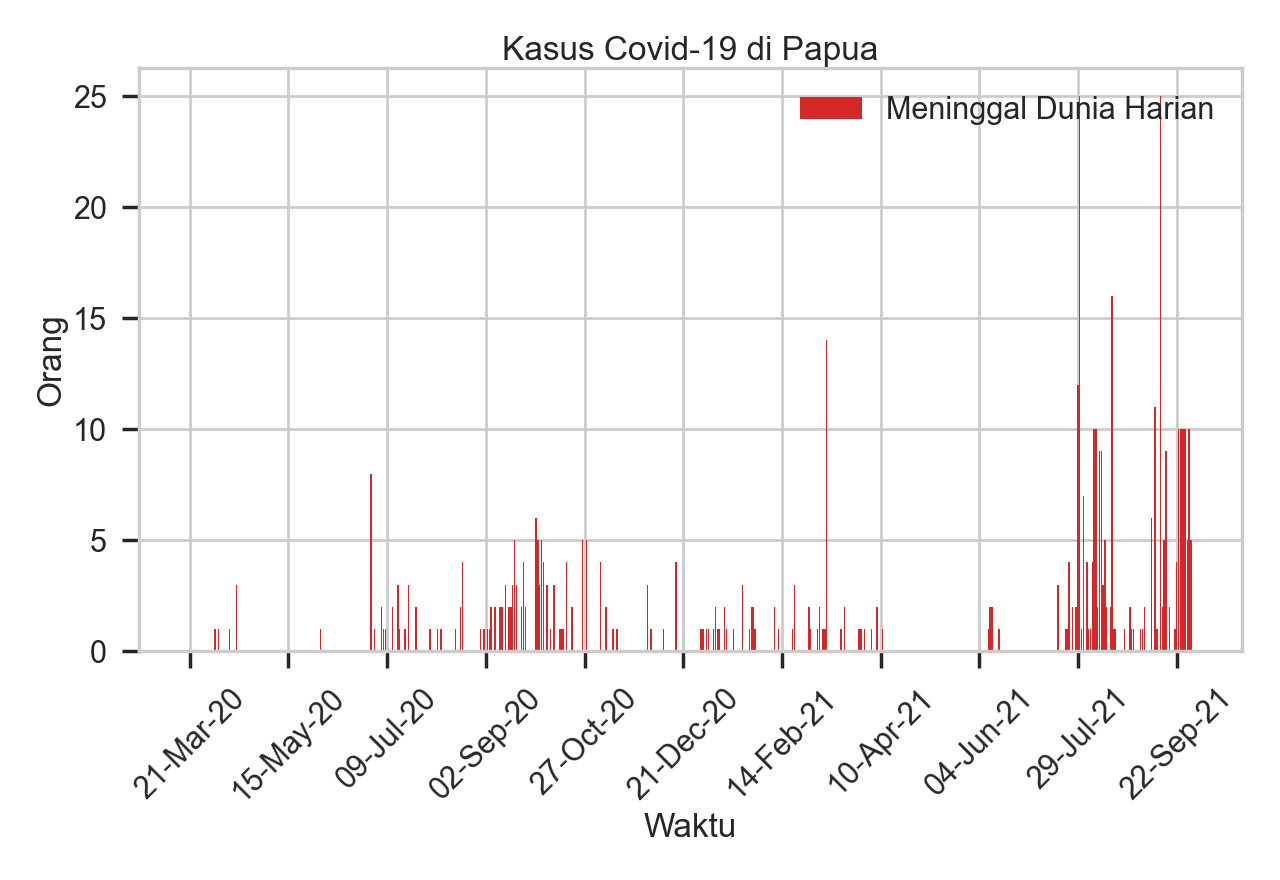 Kasus Covid-19 di Papua
Meninggal Dunia Harian
Orang
25
20
15
10
5
0
21-Mar-20
15-May-20
09-Jul-20
02-Sep-20
27-Oct-20
21-Dec-20
14-Feb-21
10-Apr-21
04-Jun-21
29-Jul-21
22-Sep-21
Waktu